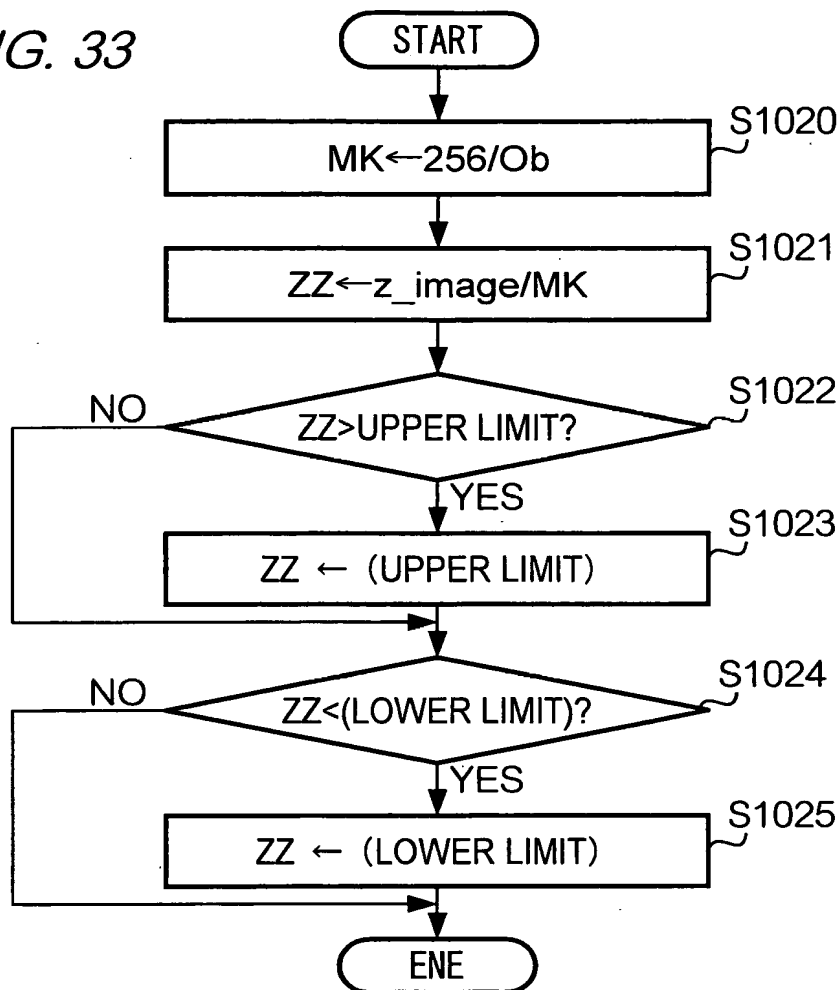 IG. 33
START
S1020
MK←256/Ob
S1021
ZZ←z_image/MK
S1022
NO
ZZ>UPPER LIMIT?
YES
S1023
ZZ ← (UPPER LIMIT)
S1024
NO
ZZ<(LOWER LIMIT)?
YES
S1025
ZZ ← (LOWER LIMIT)
ENE